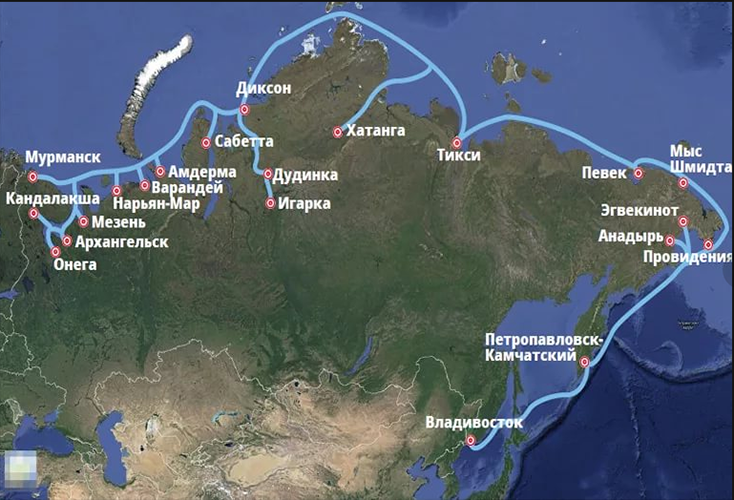 Диксон
Хатанга
Сабетта
Тикси
Мурманск
Мыс
Шмидта
Амдерма
Дудинка
Певек
Варандей
Кандалакша
Нарьян-Мар
Игарка
Эгвекинот
Мезень
Анадырь
Архангельск
Провидения
Онега
Петропавловск-
Камчатский
Владивосток